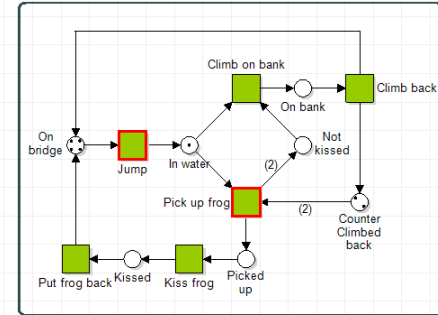 Climb on bank
On bank
Climb back
On
bridge
Jump
In water
Not
kissed
(2)
Pick up frog
(2)
Counter
Climbed
back
Put frog back
Kissed
Kiss frog
Picked
up